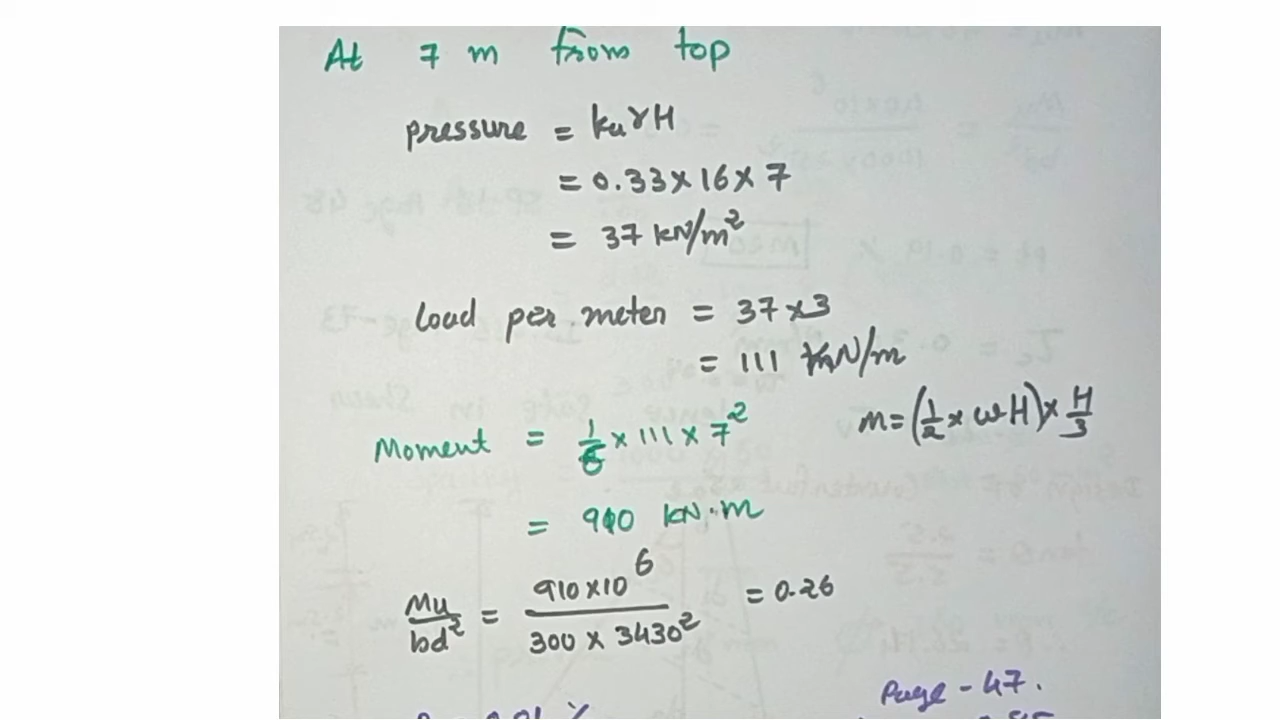 At 7 m from top
pressure = kaγH
= 0.33×16×7
= 37 kN/m²
load per meter = 37×3
= 111 kN/m
m=(1/2×ωH)×H/3
Moment = 1/6×111×7²
= 910 kN·m
Mu/bd² = 910×10⁶/300×3430² = 0.26
Page-47.